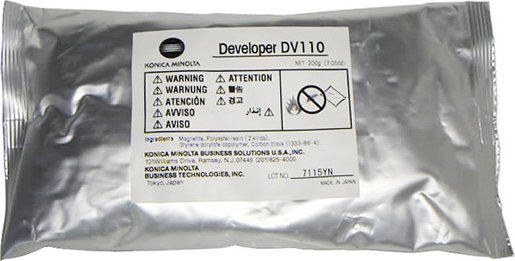 KONICA MINOLTA
Developer DV110
NET 200g (7.05oz)
WARNING
ATTENTION
WARNUNG
警告
ATENCIÓN
경고
AVVISO
إنذار
AVISO
Ingredients Magnetite, Polyester resin (2 kinds),
Styrene acrylate copolymer, Carbon black (1333-86-4)
KONICA MINOLTA BUSINESS SOLUTIONS U.S.A., INC.
101Williams Drive, Ramsey, N.J. 07446 (201)825-4000
KONICA MINOLTA
BUSINESS TECHNOLOGIES, INC.
Tokyo, Japan
LOT NO. 7115YN
MADE IN JAPAN